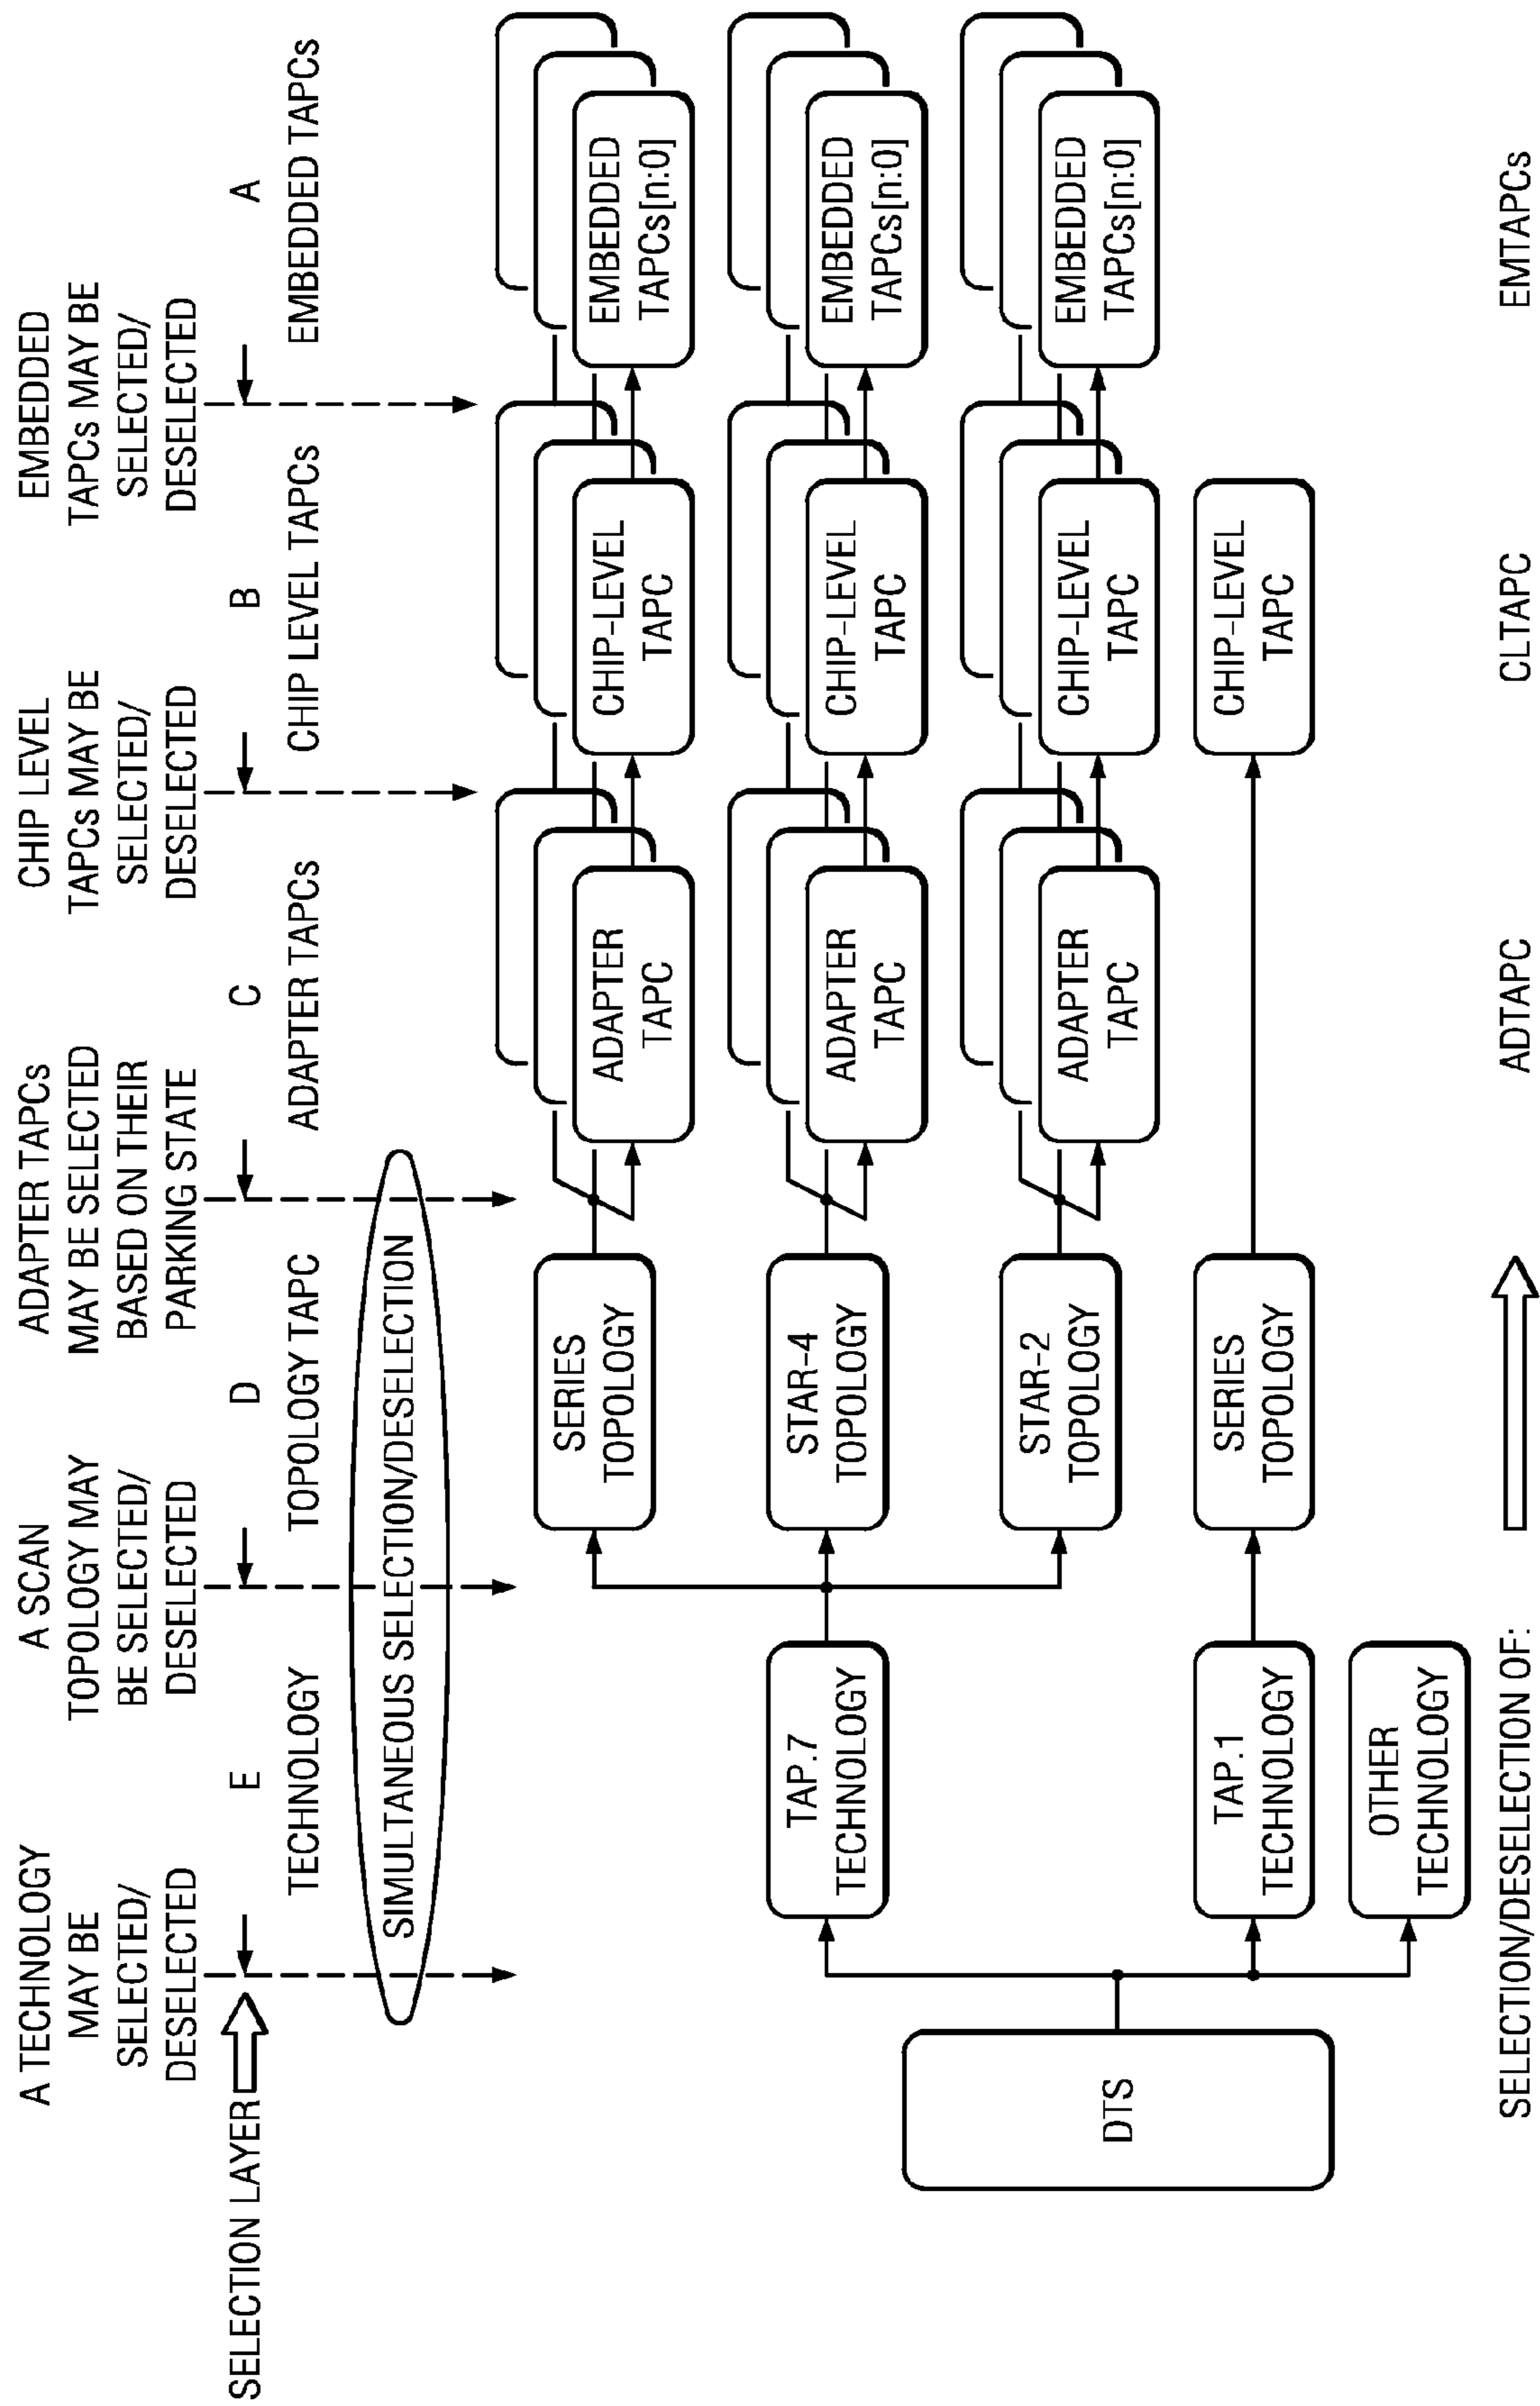 A TECHNOLOGY
MAY BE
SELECTED/
DESELECTED
A SCAN
TOPOLOGY MAY
BE SELECTED/
DESELECTED
ADAPTER TAPCs
MAY BE SELECTED
BASED ON THEIR
PARKING STATE
CHIP LEVEL
TAPCs MAY BE
SELECTED/
DESELECTED
EMBEDDED
TAPCs MAY BE
SELECTED/
DESELECTED
SELECTION LAYER
E
D
C
B
A
TECHNOLOGY
TOPOLOGY TAPC
ADAPTER TAPCs
CHIP LEVEL TAPCs
EMBEDDED TAPCs
SIMULTANEOUS SELECTION/DESELECTION
SERIES
TOPOLOGY
ADAPTER
TAPC
CHIP-LEVEL
TAPC
EMBEDDED
TAPCs[n:0]
TAP.7
TECHNOLOGY
STAR-4
TOPOLOGY
ADAPTER
TAPC
CHIP-LEVEL
TAPC
EMBEDDED
TAPCs[n:0]
STAR-2
TOPOLOGY
ADAPTER
TAPC
CHIP-LEVEL
TAPC
EMBEDDED
TAPCs[n:0]
DTS
TAP.1
TECHNOLOGY
SERIES
TOPOLOGY
CHIP-LEVEL
TAPC
OTHER
TECHNOLOGY
SELECTION/DESELECTION OF:
ADTAPC
CLTAPC
EMTAPCs